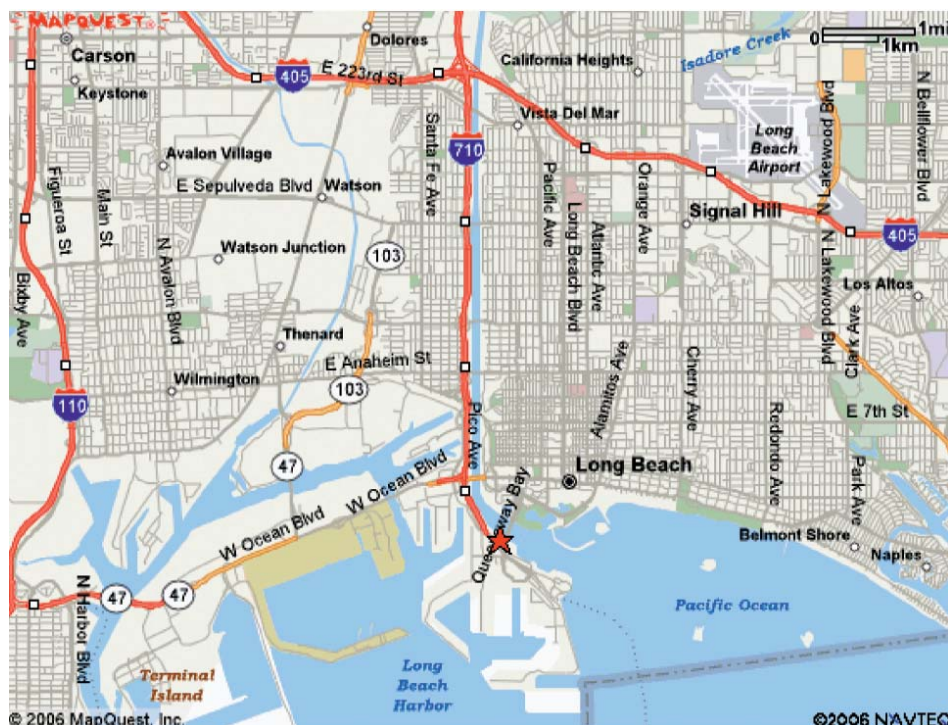 MAPQUEST
Carson
Keystone
Dolores
E 223rd St
405
California Heights
Isadore Creek
0
1mi
1km
Vista Del Mar
710
Long
Beach
Airport
N Lakewood Blvd
N Bellflower Blvd
Avalon Village
E Sepulveda Blvd
Watson
Figueroa St
Main St
Santa Fe Ave
Pacific Ave
Long Beach Blvd
Atlantic Ave
Orange Ave
Signal Hill
405
Watson Junction
103
N Avalon Blvd
Bixby Ave
N Lakewood Blvd
Los Altos
Clark Ave
Thenard
E Anaheim St
Wilmington
103
110
Alamitos Ave
Cherry Ave
E 7th St
Redondo Ave
Pico Ave
47
W Ocean Blvd
W Ocean Blvd
Long Beach
Park Ave
Belmont Shore
Naples
47
47
N Harbor Blvd
Pacific Ocean
Terminal
Island
Long
Beach
Harbor
© 2006 MapQuest, Inc.
©2006 NAVTEQ